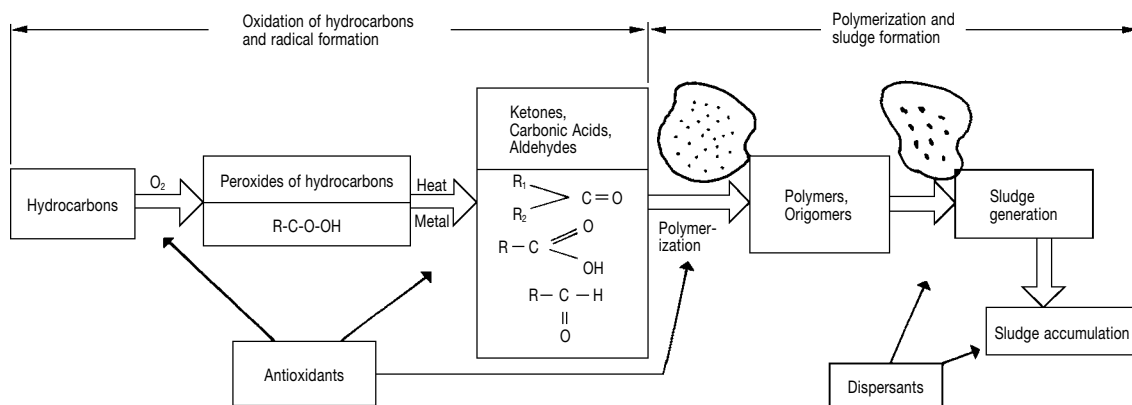 Oxidation of hydrocarbons
and radical formation
Polymerization and
sludge formation
Hydrocarbons
O2
Peroxides of hydrocarbons
R-C-O-OH
Heat
Metal
Ketones,
Carbonic Acids,
Aldehydes
R1
R2
C=O
R–C
O
OH
R–C–H
O
Polymer-
ization
Polymers,
Origomers
Sludge
generation
Sludge accumulation
Antioxidants
Dispersants